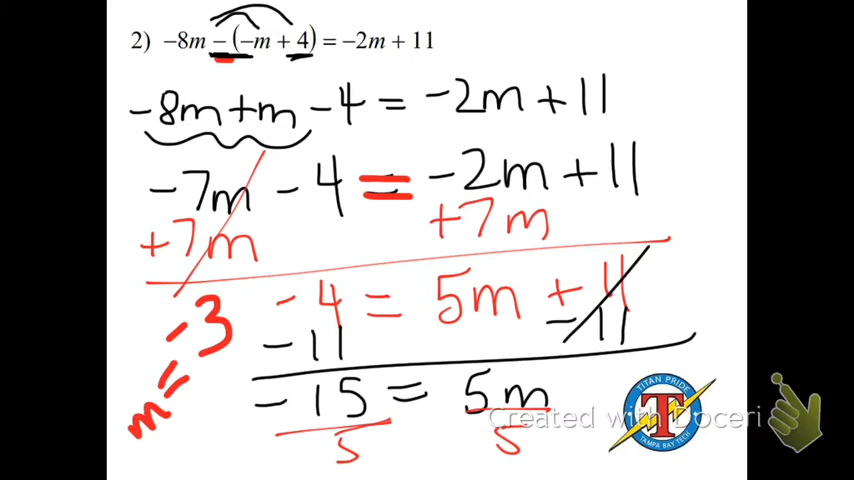 2) −8m −(−m + 4) = −2m + 11
-8m+m -4 = -2m+11
-7m -4 = -2m+11
+7m +7m
-4 = 5m + 11
-11 -11
-15 = 5m
5 5
m = -3
Created with Doceri
TITAN PRIDE
T
TAMPA BAY TECH